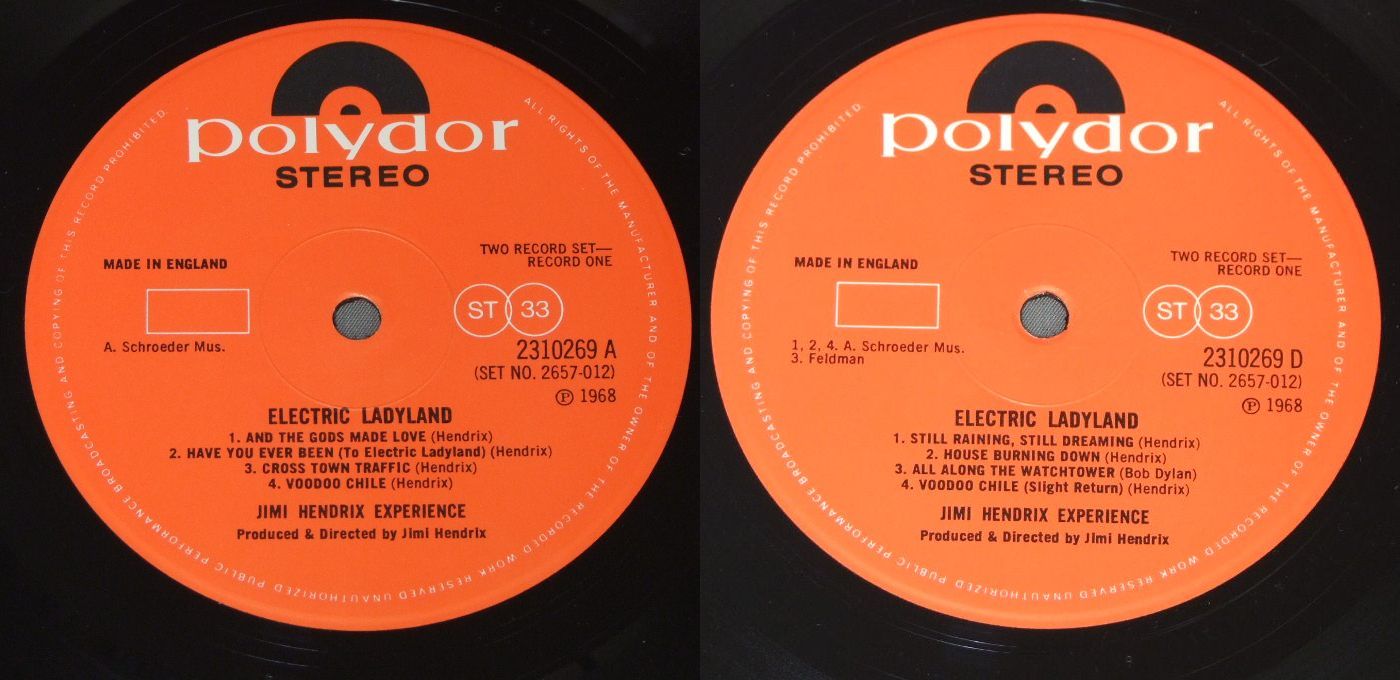 polydor
STEREO
ALL RIGHTS OF THE MANUFACTURER AND OF THE OWNER OF THE RECORDED WORK RESERVED UNAUTHORIZED PUBLIC PERFORMANCE BROADCASTING AND COPYING OF THIS RECORD PROHIBITED.
MADE IN ENGLAND
TWO RECORD SET—
RECORD ONE
ST 33
A. Schroeder Mus.
2310269 A
(SET NO. 2657-012)
Ⓟ 1968
ELECTRIC LADYLAND
1. AND THE GODS MADE LOVE (Hendrix)
2. HAVE YOU EVER BEEN (To Electric Ladyland) (Hendrix)
3. CROSS TOWN TRAFFIC (Hendrix)
4. VOODOO CHILE (Hendrix)
JIMI HENDRIX EXPERIENCE
Produced & Directed by Jimi Hendrix
polydor
STEREO
ALL RIGHTS OF THE MANUFACTURER AND OF THE OWNER OF THE RECORDED WORK RESERVED UNAUTHORIZED PUBLIC PERFORMANCE BROADCASTING AND COPYING OF THIS RECORD PROHIBITED.
MADE IN ENGLAND
TWO RECORD SET—
RECORD ONE
ST 33
1, 2, 4. A. Schroeder Mus.
3. Feldman
2310269 D
(SET NO. 2657-012)
Ⓟ 1968
ELECTRIC LADYLAND
1. STILL RAINING, STILL DREAMING (Hendrix)
2. HOUSE BURNING DOWN (Hendrix)
3. ALL ALONG THE WATCHTOWER (Bob Dylan)
4. VOODOO CHILE (Slight Return) (Hendrix)
JIMI HENDRIX EXPERIENCE
Produced & Directed by Jimi Hendrix